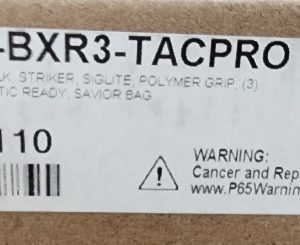 -BXR3-TACPRO
LK, STRIKER, SIGLITE, POLYMER GRIP, (3)
TIC READY, SAVIOR BAG
110
WARNING:
Cancer and Rep
www.P65Warnin